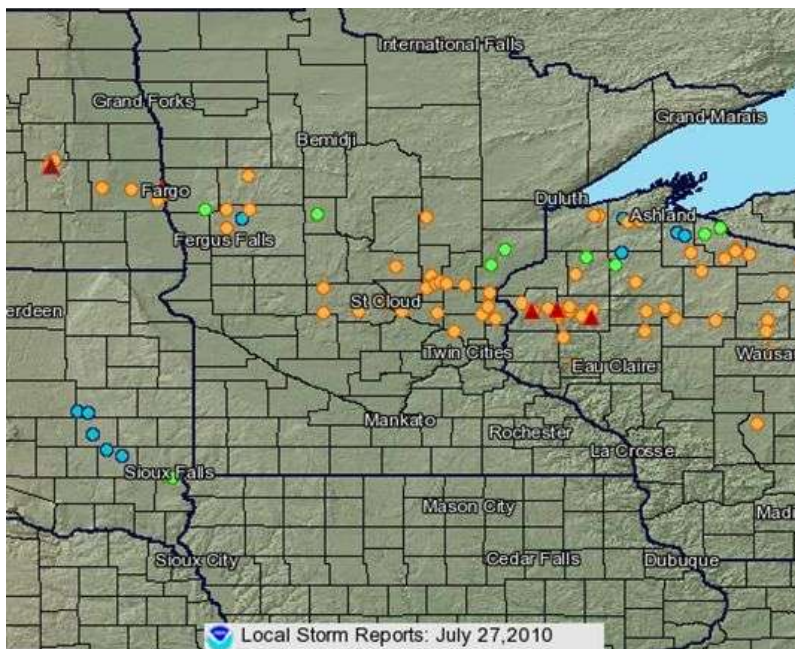 International Falls
Grand Forks
Grand Marais
Bemidji
Fargo
Duluth
Ashland
Fergus Falls
St Cloud
erdeen
Twin Cities
Wausa
Eau Claire
Mankato
Rochester
La Crosse
Sioux Falls
Mason City
Madi
Sioux City
Cedar Falls
Dubuque
Local Storm Reports: July 27,2010